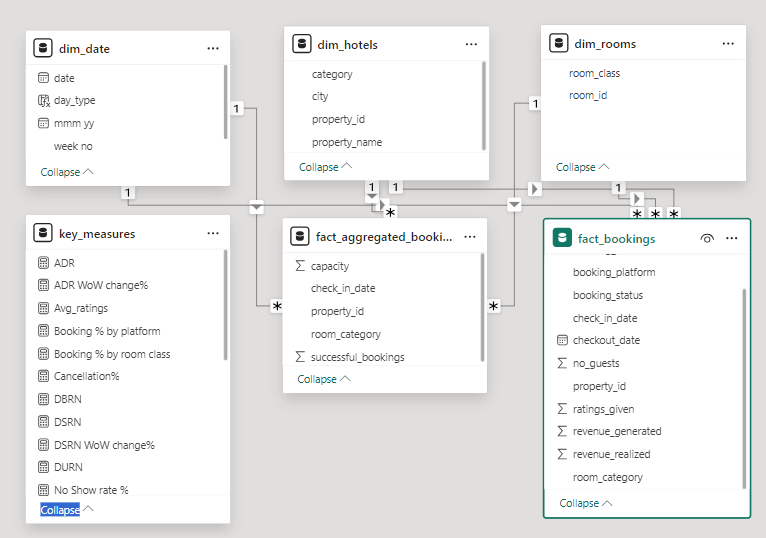 dim_date
date
day_type
mmm yy
week no
Collapse
dim_hotels
category
city
property_id
property_name
Collapse
dim_rooms
room_class
room_id
Collapse
1
1
1
1
1
1
*
*
*
*
*
*
key_measures
ADR
ADR WoW change%
Avg_ratings
Booking % by platform
Booking % by room class
Cancellation%
DBRN
DSRN
DSRN WoW change%
DURN
No Show rate %
Collapse
fact_aggregated_booki...
capacity
check_in_date
property_id
room_category
successful_bookings
Collapse
fact_bookings
booking_platform
booking_status
check_in_date
checkout_date
no_guests
property_id
ratings_given
revenue_generated
revenue_realized
room_category
Collapse